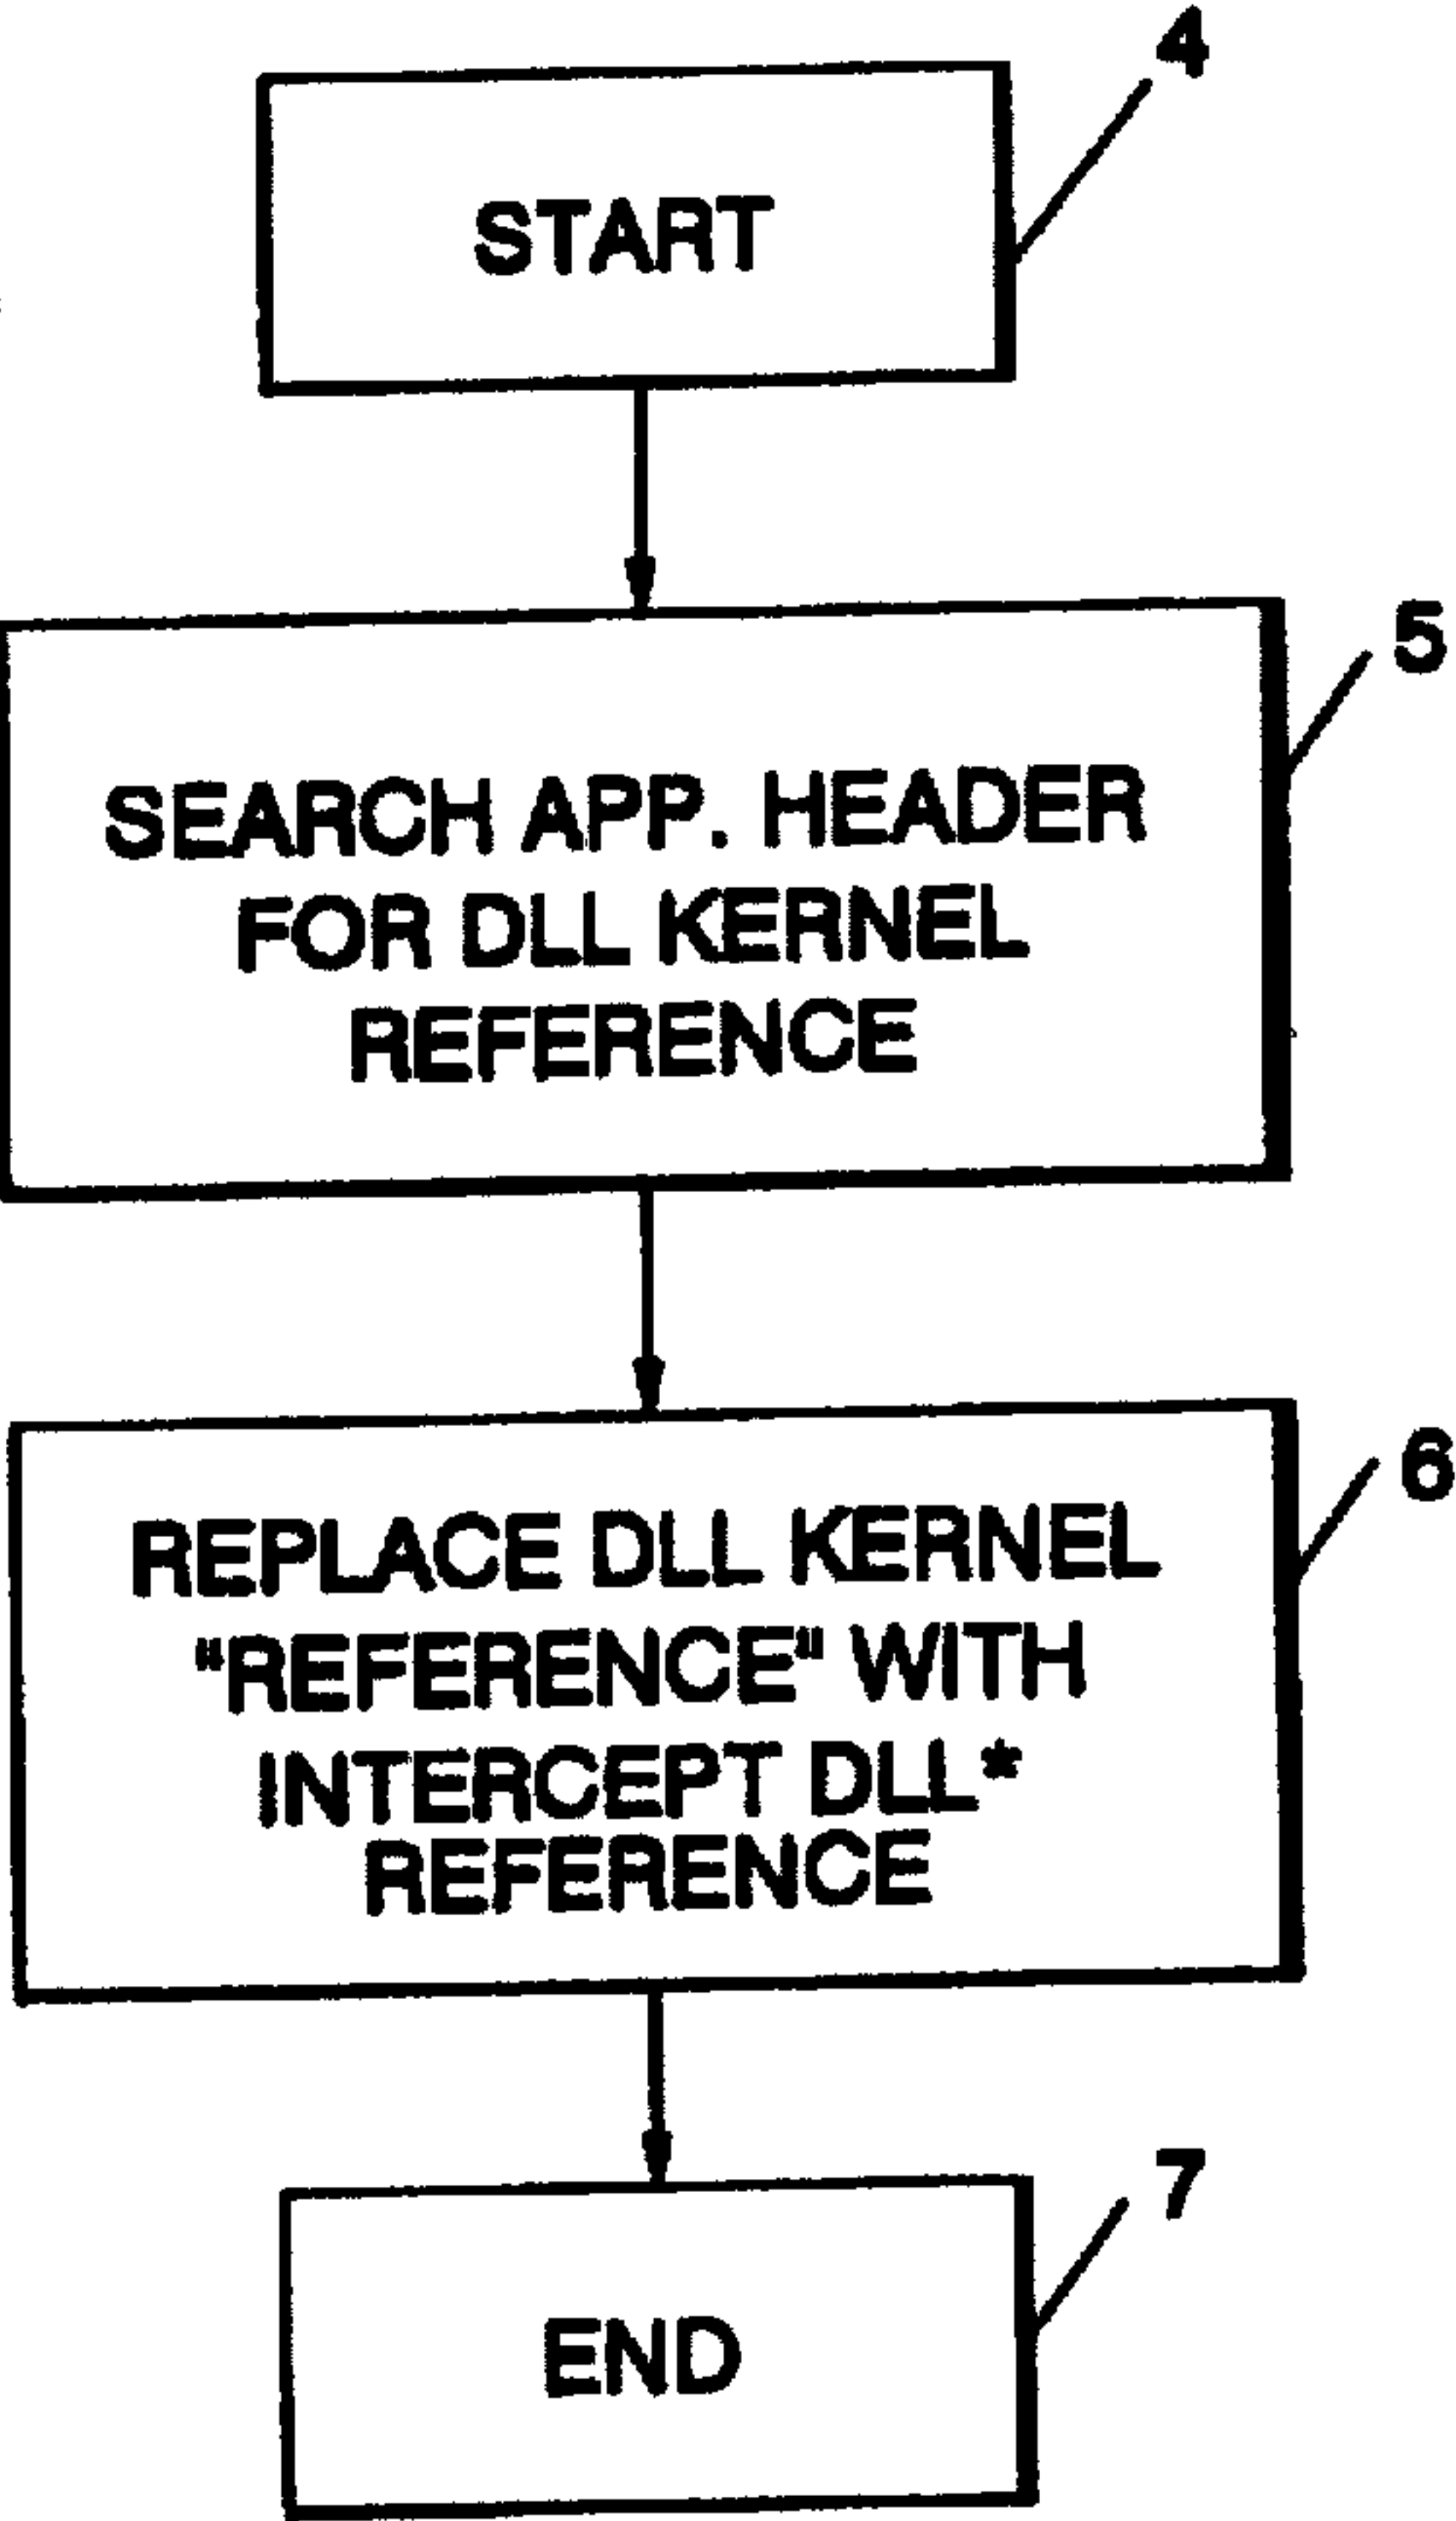 4
START
5
SEARCH APP. HEADER
FOR DLL KERNEL
REFERENCE
6
REPLACE DLL KERNEL
"REFERENCE" WITH
INTERCEPT DLL*
REFERENCE
7
END